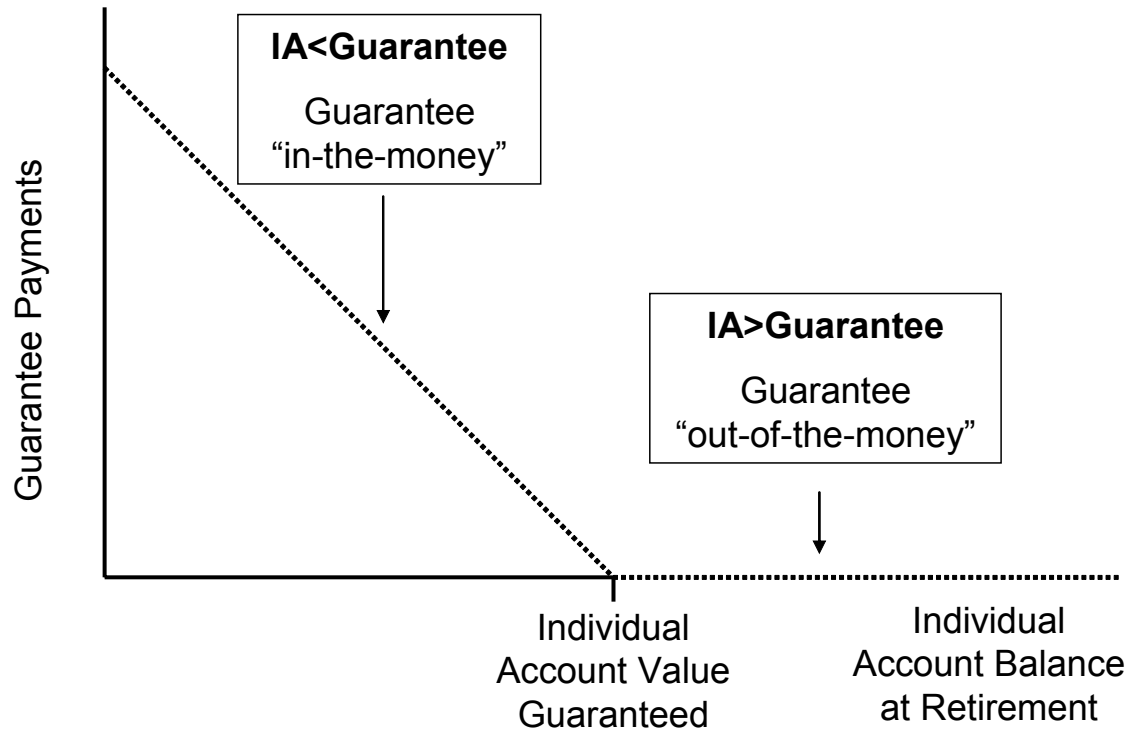 IA<Guarantee
Guarantee
“in-the-money”
Guarantee Payments
IA>Guarantee
Guarantee
“out-of-the-money”
Individual
Account Value
Guaranteed
Individual
Account Balance
at Retirement